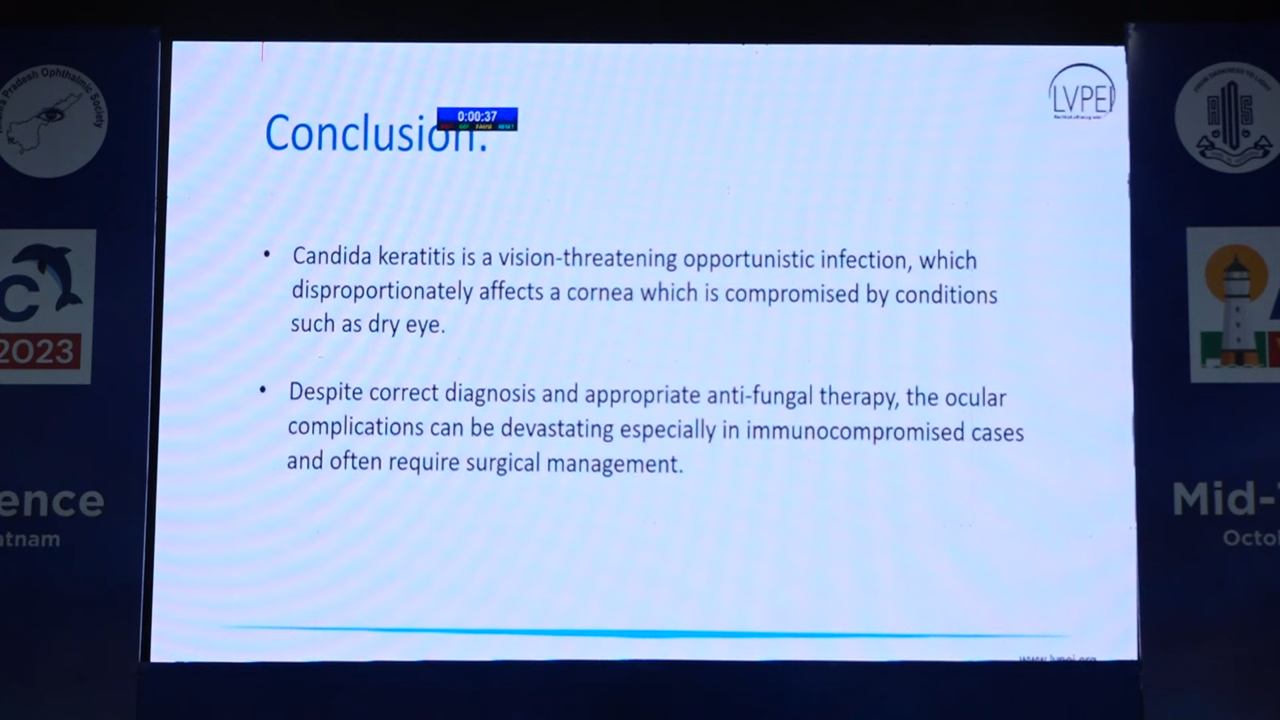 Pradesh Ophthalmic Society
0:00:37
Conclusion:
LVPEI
Candida keratitis is a vision-threatening opportunistic infection, which
disproportionately affects a cornea which is compromised by conditions
such as dry eye.
Despite correct diagnosis and appropriate anti-fungal therapy, the ocular
complications can be devastating especially in immunocompromised cases
and often require surgical management.
C
2023
ence
atnam
Mid-
Octo